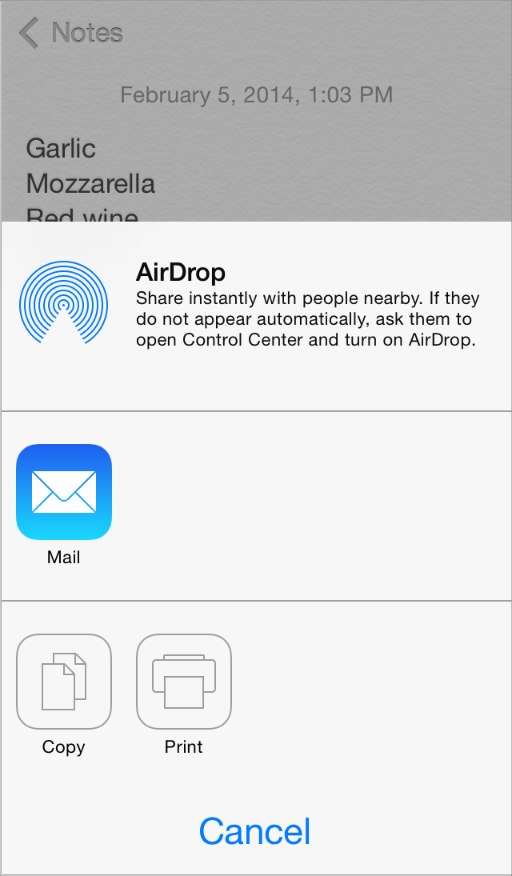 Notes
February 5, 2014, 1:03 PM
Garlic
Mozzarella
Red wine
AirDrop
Share instantly with people nearby. If they
do not appear automatically, ask them to
open Control Center and turn on AirDrop.
Mail
Copy
Print
Cancel